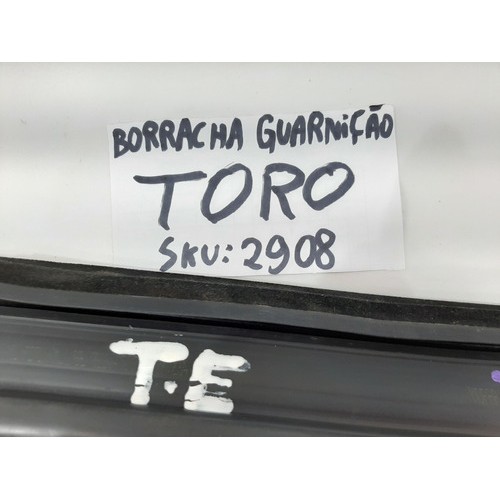 BORRACHA GUARNiÇÃO
TORO
SKU: 2908
T.E